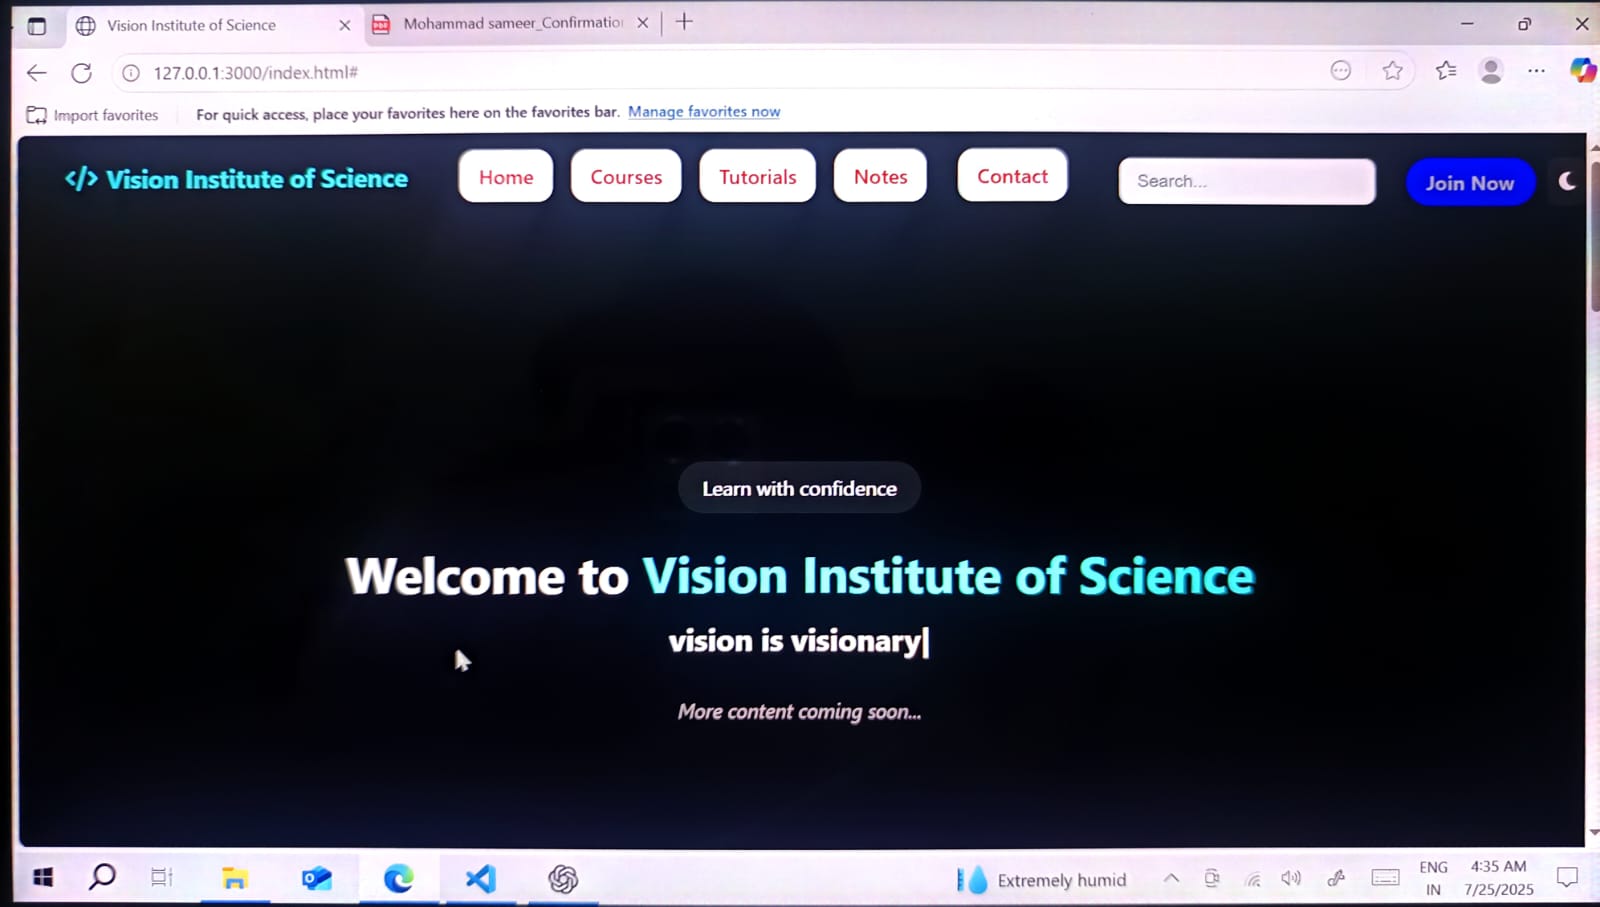 Vision Institute of Science
Mohammad sameer_Confirmatio
127.0.0.1:3000/index.html#
Import favorites
For quick access, place your favorites here on the favorites bar. Manage favorites now
</> Vision Institute of Science
Home
Courses
Tutorials
Notes
Contact
Search...
Join Now
Learn with confidence
Welcome to Vision Institute of Science
vision is visionary|
More content coming soon...
Extremely humid
ENG
IN
4:35 AM
7/25/2025